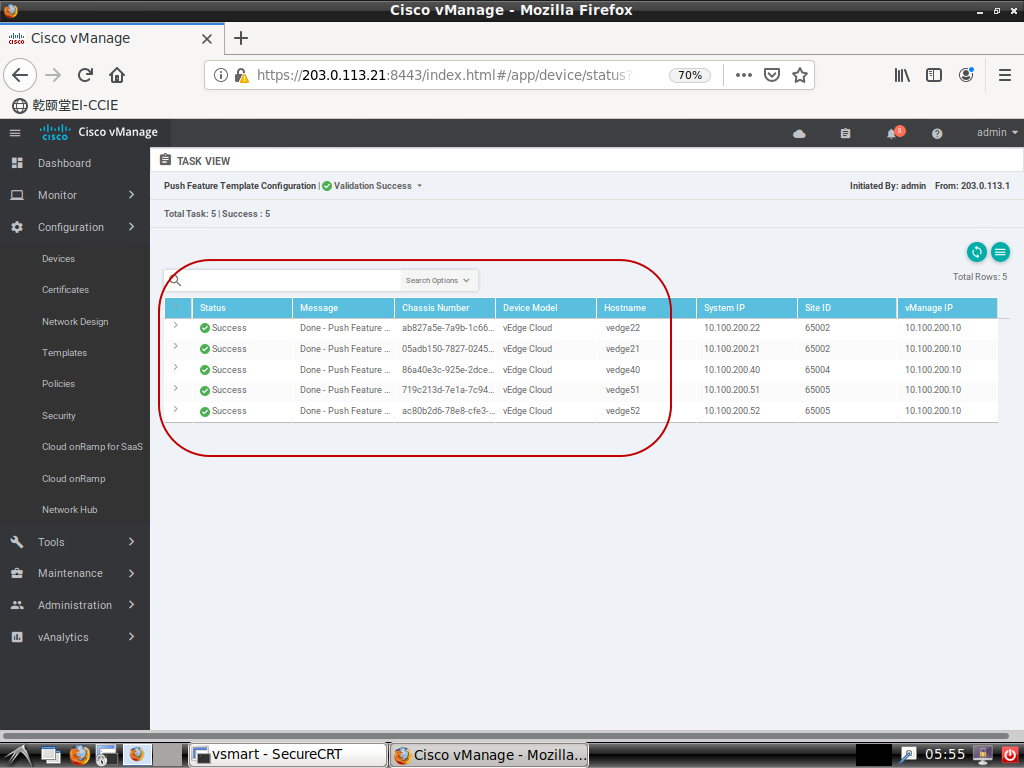 Cisco vManage - Mozilla Firefox
Cisco vManage
https://203.0.113.21:8443/index.html#/app/device/status?
70%
乾颐堂EI-CCIE
CISCO Cisco vManage
8
admin
Dashboard
Monitor
Configuration
Devices
Certificates
Network Design
Templates
Policies
Security
Cloud onRamp for SaaS
Cloud onRamp
Network Hub
Tools
Maintenance
Administration
vAnalytics
TASK VIEW
Push Feature Template Configuration | Validation Success
Initiated By: admin From: 203.0.113.1
Total Task: 5 | Success : 5
Search Options
Total Rows: 5
Status Message Chassis Number Device Model Hostname System IP Site ID vManage IP
Success Done - Push Feature ... ab827a5e-7a9b-1c66... vEdge Cloud vedge22 10.100.200.22 65002 10.100.200.10
Success Done - Push Feature ... 05adb150-7827-0245... vEdge Cloud vedge21 10.100.200.21 65002 10.100.200.10
Success Done - Push Feature ... 86a40e3c-925e-2dce... vEdge Cloud vedge40 10.100.200.40 65004 10.100.200.10
Success Done - Push Feature ... 719c213d-7e1a-7c94... vEdge Cloud vedge51 10.100.200.51 65005 10.100.200.10
Success Done - Push Feature ... ac80b2d6-78e8-cfe3-... vEdge Cloud vedge52 10.100.200.52 65005 10.100.200.10
vsmart - SecureCRT
Cisco vManage - Mozilla...
05:55